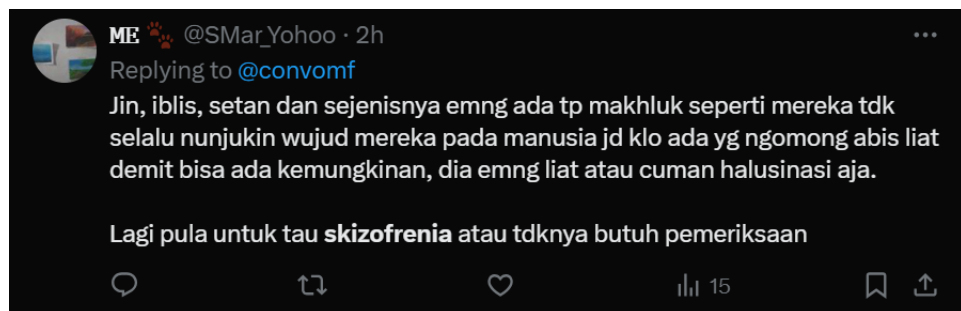 ME 🐾 @SMar_Yohoo · 2h
Replying to @convomf
Jin, iblis, setan dan sejenisnya emng ada tp makhluk seperti mereka tdk
selalu nunjukin wujud mereka pada manusia jd klo ada yg ngomong abis liat
demit bisa ada kemungkinan, dia emng liat atau cuman halusinasi aja.
Lagi pula untuk tau skizofrenia atau tdknya butuh pemeriksaan
15